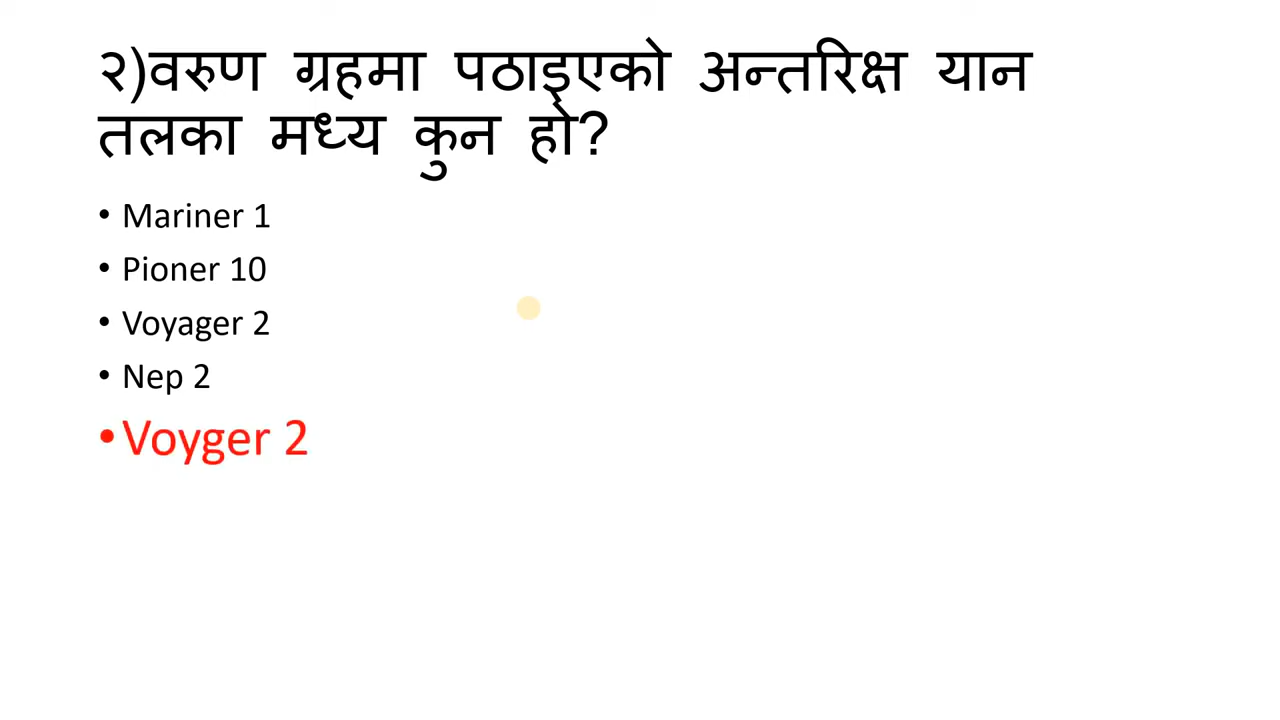 २)वरुण ग्रहमा पठाइएको अन्तरिक्ष यान
तलका मध्य कुन हो?
• Mariner 1
• Pioner 10
• Voyager 2
• Nep 2
• Voyger 2